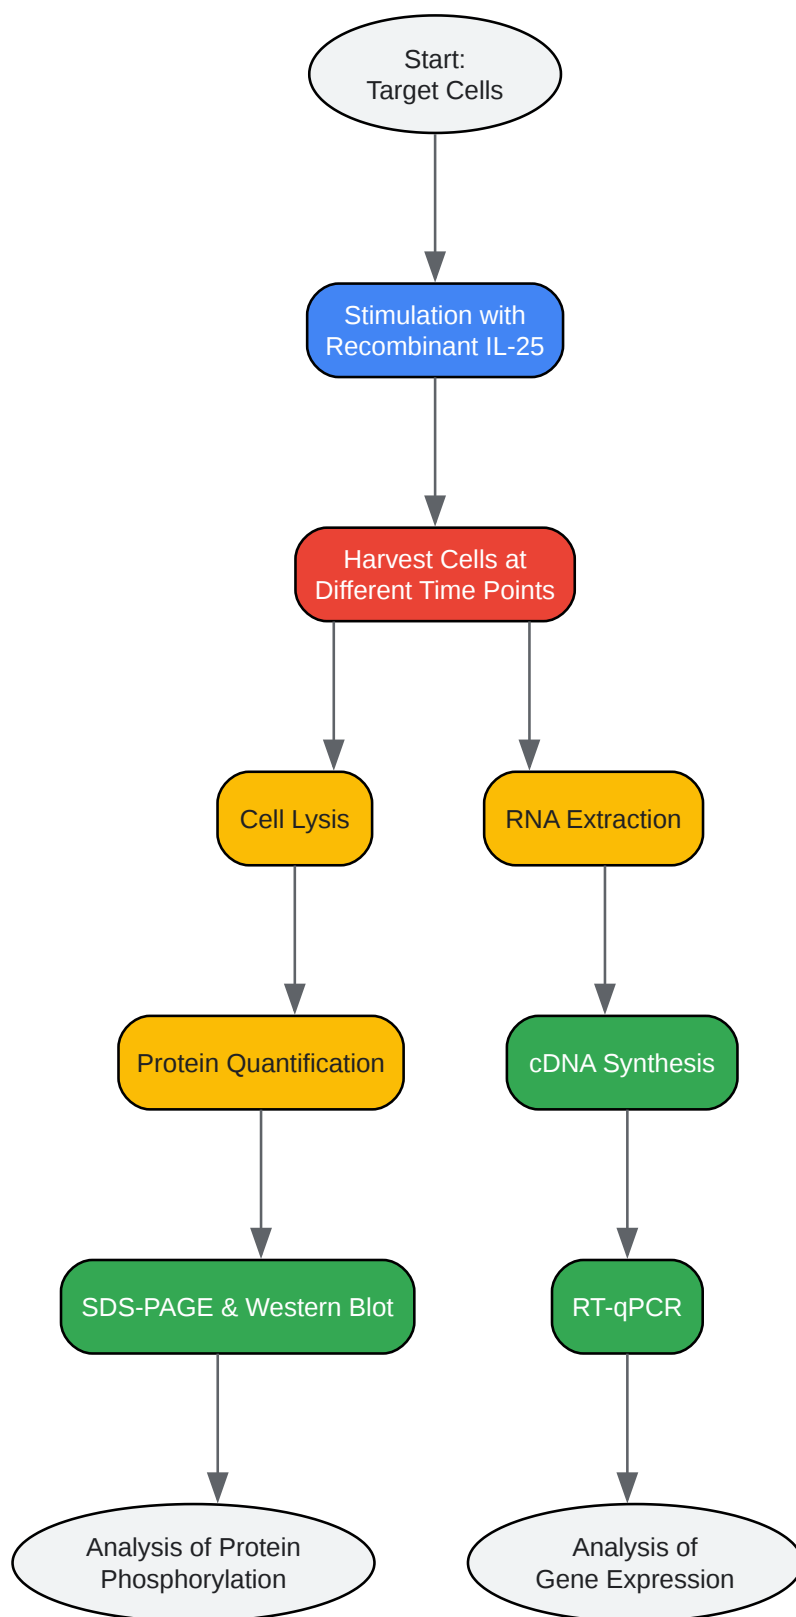 Start:
Target Cells
Stimulation with
Recombinant IL-25
Harvest Cells at
Different Time Points
Cell Lysis
RNA Extraction
Protein Quantification
cDNA Synthesis
SDS-PAGE & Western Blot
RT-qPCR
Analysis of Protein
Phosphorylation
Analysis of
Gene Expression